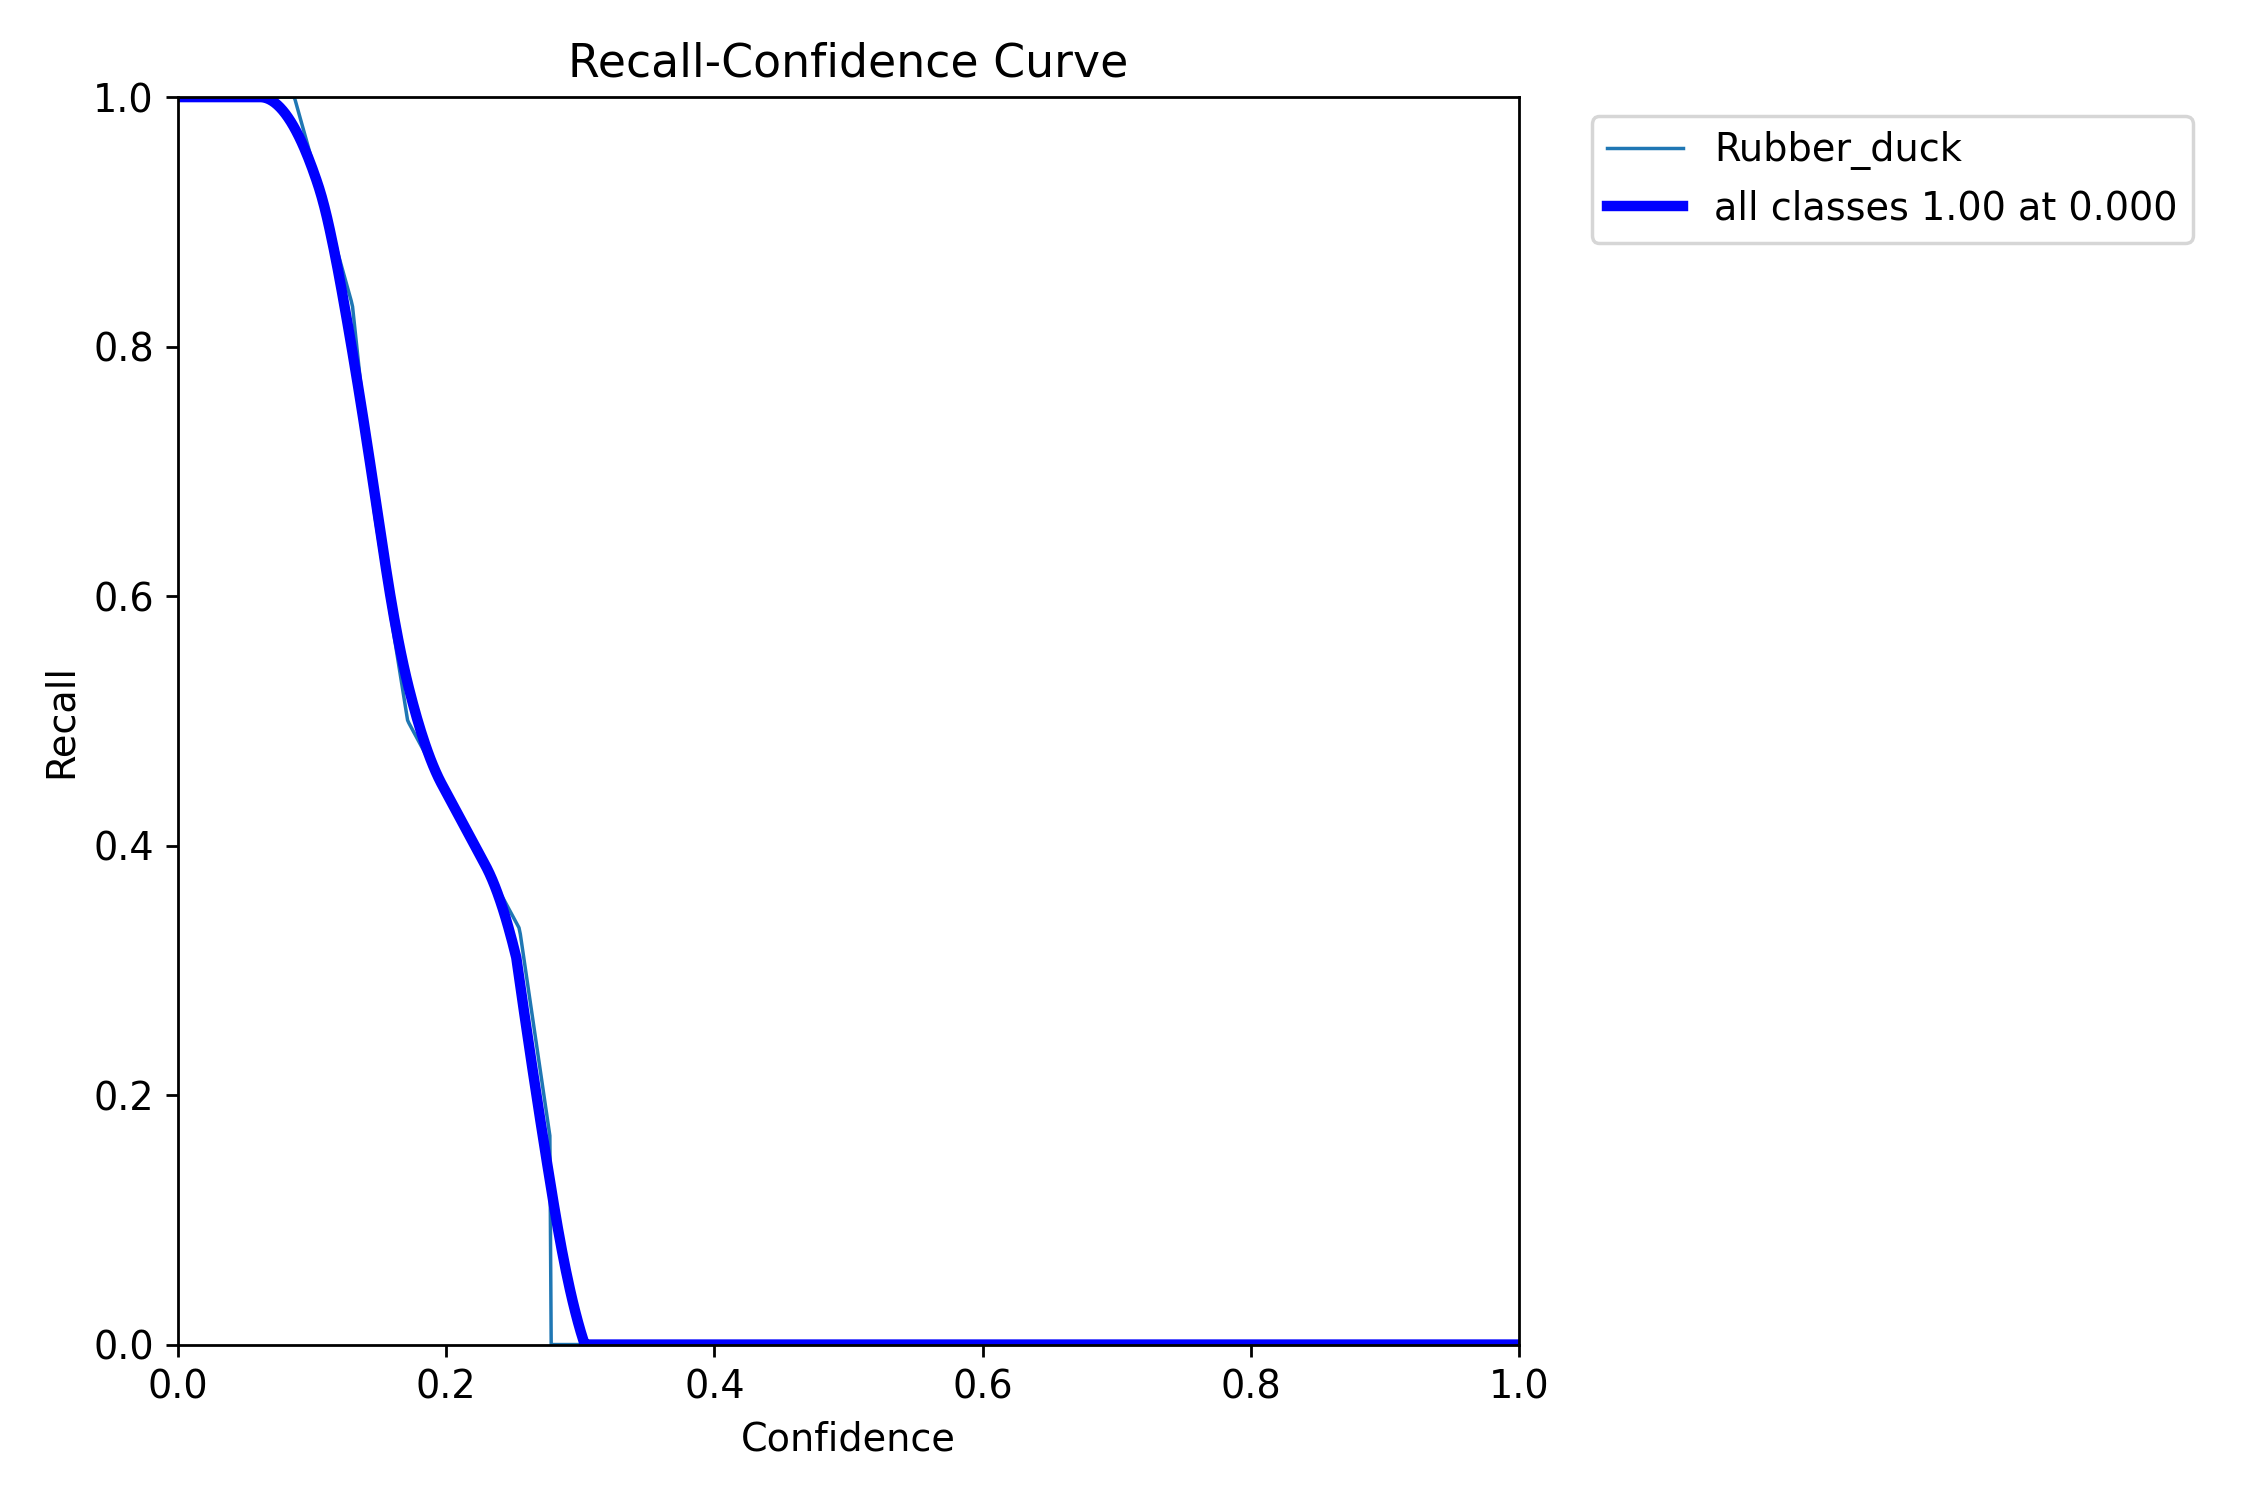 Recall-Confidence Curve
Rubber_duck
all classes 1.00 at 0.000
1.0
0.8
0.6
0.4
0.2
0.0
Recall
0.0 0.2 0.4 0.6 0.8 1.0
Confidence